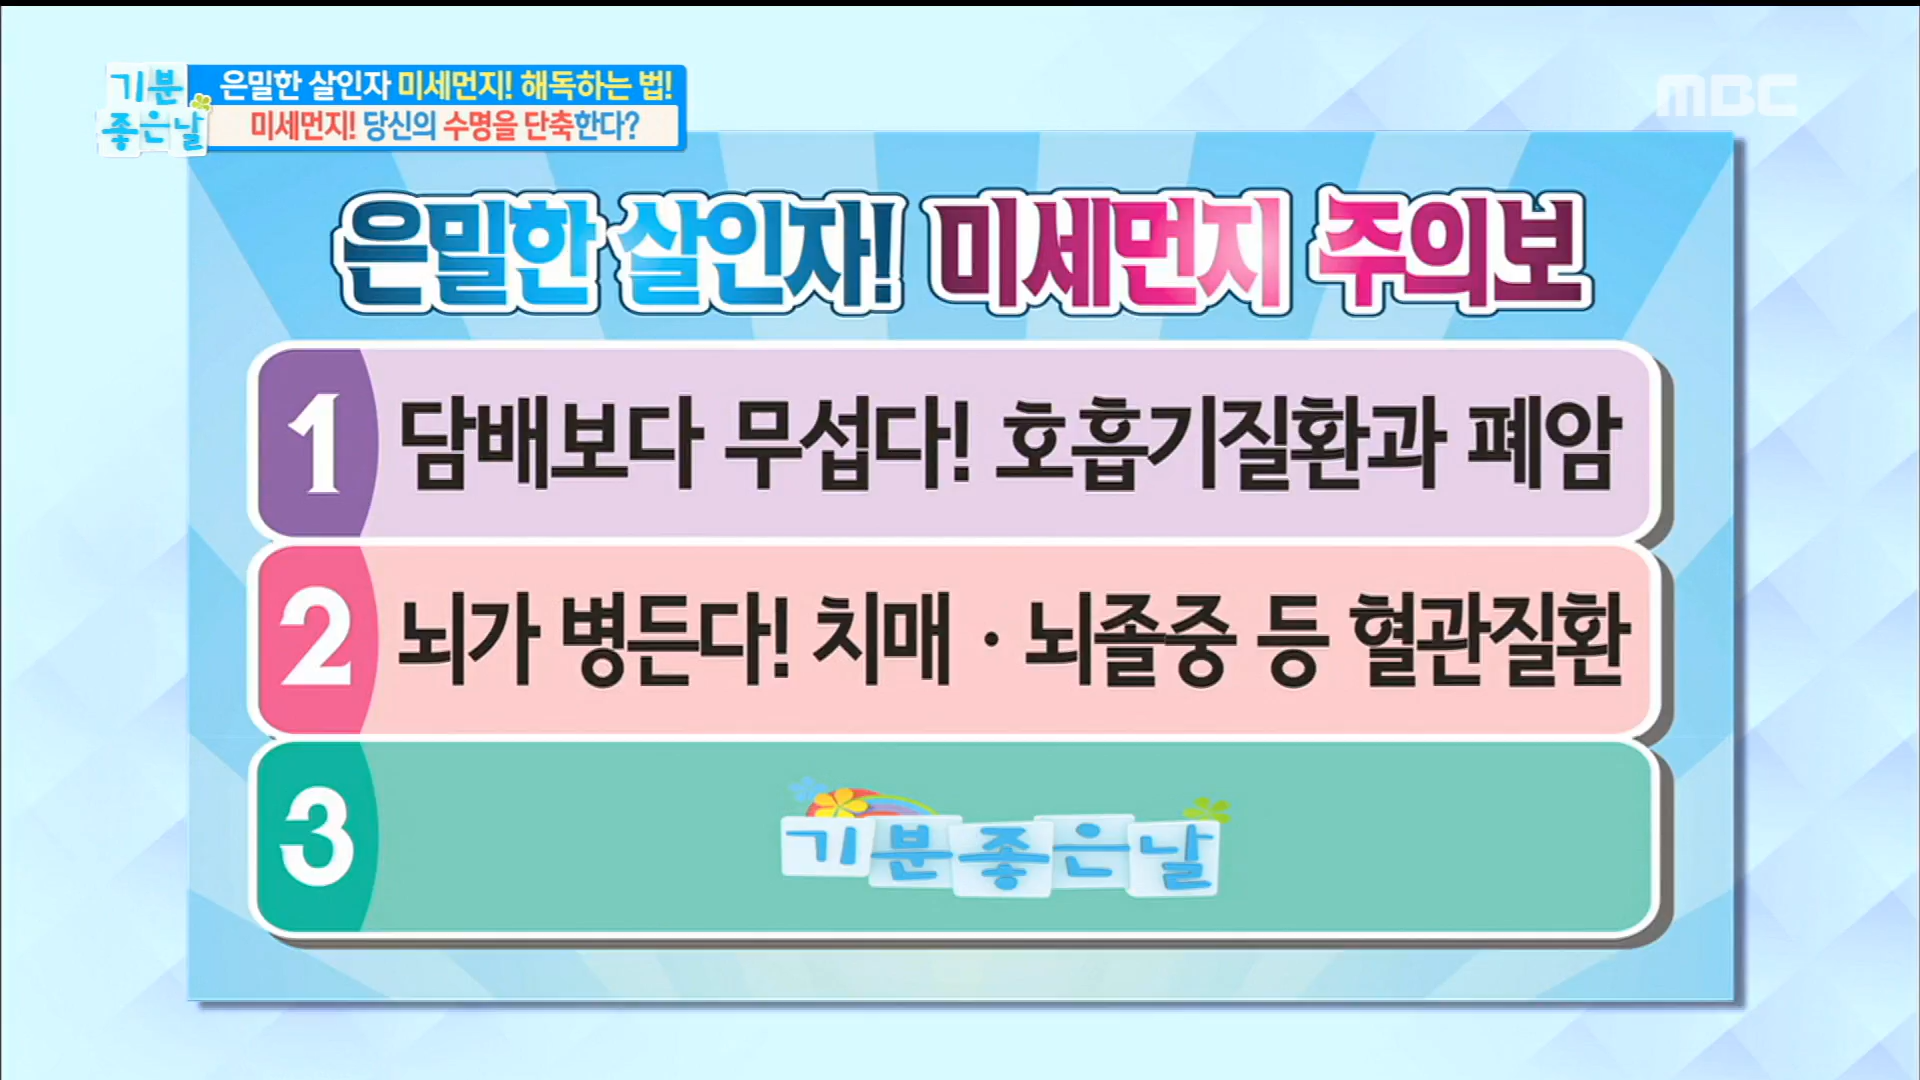 기분
좋은날
은밀한 살인자 미세먼지! 해독하는 법!
미세먼지! 당신의 수명을 단축한다?
MBC
은밀한 살인자! 미세먼지 주의보
1 담배보다 무섭다! 호흡기질환과 폐암
2 뇌가 병든다! 치매 · 뇌졸중 등 혈관질환
3 기분좋은날